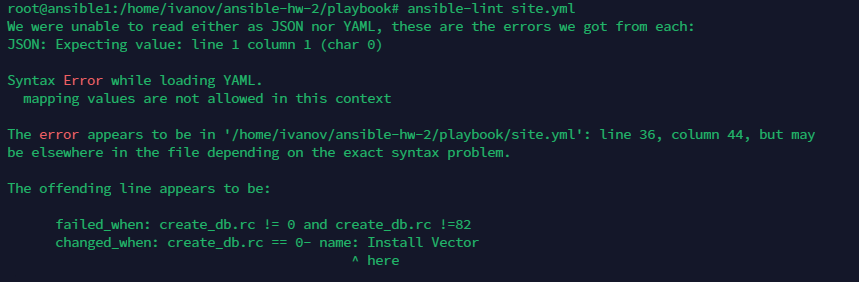 root@ansible1:/home/ivanov/ansible-hw-2/playbook# ansible-lint site.yml
We were unable to read either as JSON nor YAML, these are the errors we got from each:
JSON: Expecting value: line 1 column 1 (char 0)

Syntax Error while loading YAML.
  mapping values are not allowed in this context

The error appears to be in '/home/ivanov/ansible-hw-2/playbook/site.yml': line 36, column 44, but may
be elsewhere in the file depending on the exact syntax problem.

The offending line appears to be:

      failed_when: create_db.rc != 0 and create_db.rc !=82
      changed_when: create_db.rc == 0- name: Install Vector
                                           ^ here